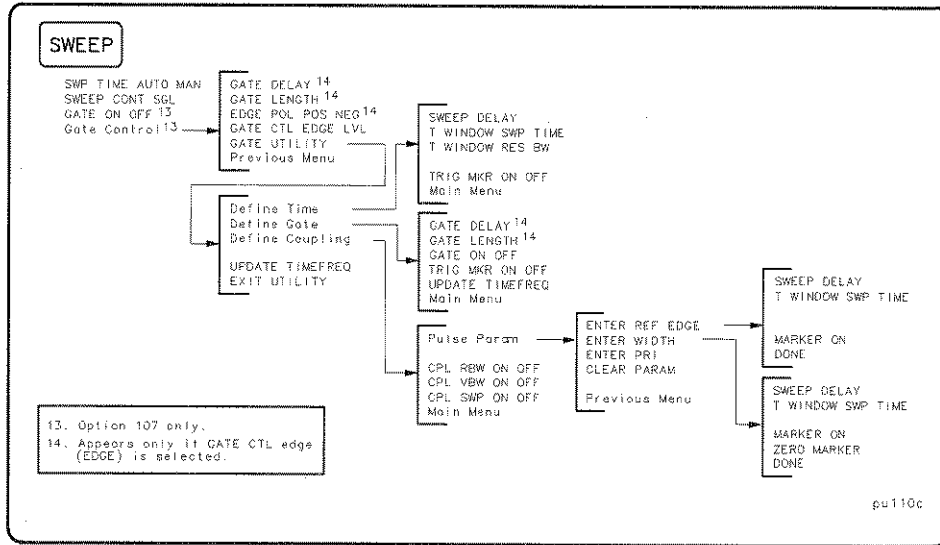 SWEEP
SWP TIME AUTO MAN
SWEEP CONT SGL
GATE ON OFF 13
Gate Control 13
GATE DELAY 14
GATE LENGTH 14
EDGE POL POS NEG 14
GATE CTL EDGE LVL
GATE UTILITY
Previous Menu
SWEEP DELAY
T WINDOW SWP TIME
T WINDOW RES BW
TRIG MKR ON OFF
Main Menu
Define Time
Define Gate
Define Coupling
UPDATE TIMEFREQ
EXIT UTILITY
GATE DELAY 14
GATE LENGTH 14
GATE ON OFF
TRIG MKR ON OFF
UPDATE TIMEFREQ
Main Menu
Pulse Param
CPL RBW ON OFF
CPL VBW ON OFF
CPL SWP ON OFF
Main Menu
ENTER REF EDGE
ENTER WIDTH
ENTER PRI
CLEAR PARAM
Previous Menu
SWEEP DELAY
T WINDOW SWP TIME
MARKER ON
DONE
SWEEP DELAY
T WINDOW SWP TIME
MARKER ON
ZERO MARKER
DONE
13. Option 107 only.
14. Appears only if GATE CTL edge
(EDGE) is selected.
pu110c